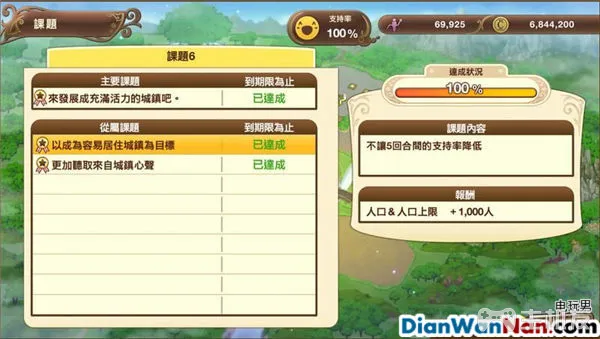 課題
支持率
100%
69,925
6,844,200
課題6
主要課題 到期限為止
來發展成充滿活力的城鎮吧。 已達成
從屬課題 到期限為止
以成為容易居住城鎮為目標 已達成
更加聽取來自城鎮心聲 已達成
達成狀況
100 %
課題內容
不讓5回合間的支持率降低
報酬
人口＆人口上限 +1,000人
电玩男
DianWanNan.com